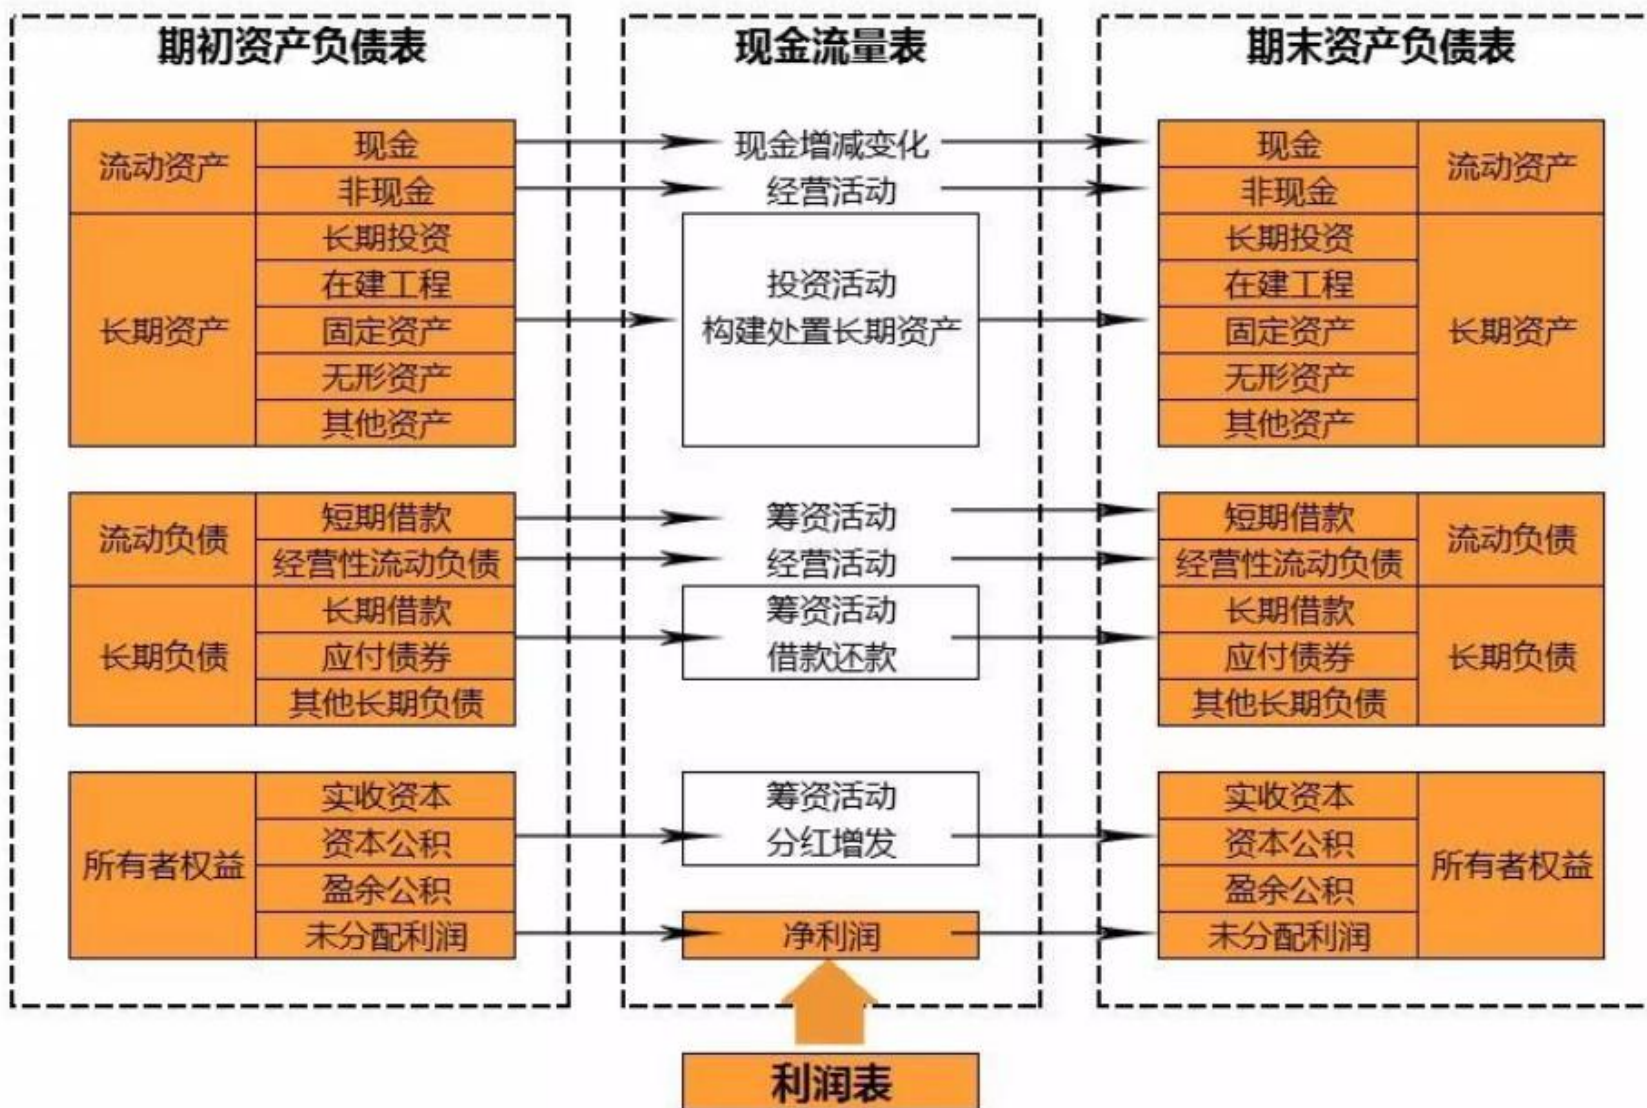 期初资产负债表
现金流量表
期末资产负债表
流动资产
现金
非现金
长期资产
长期投资
在建工程
固定资产
无形资产
其他资产
流动负债
短期借款
经营性流动负债
长期负债
长期借款
应付债券
其他长期负债
所有者权益
实收资本
资本公积
盈余公积
未分配利润
现金增减变化
经营活动
投资活动
构建处置长期资产
筹资活动
经营活动
筹资活动
借款还款
筹资活动
分红增发
净利润
利润表
现金
非现金
流动资产
长期投资
在建工程
固定资产
无形资产
其他资产
长期资产
短期借款
经营性流动负债
流动负债
长期借款
应付债券
其他长期负债
长期负债
实收资本
资本公积
盈余公积
未分配利润
所有者权益